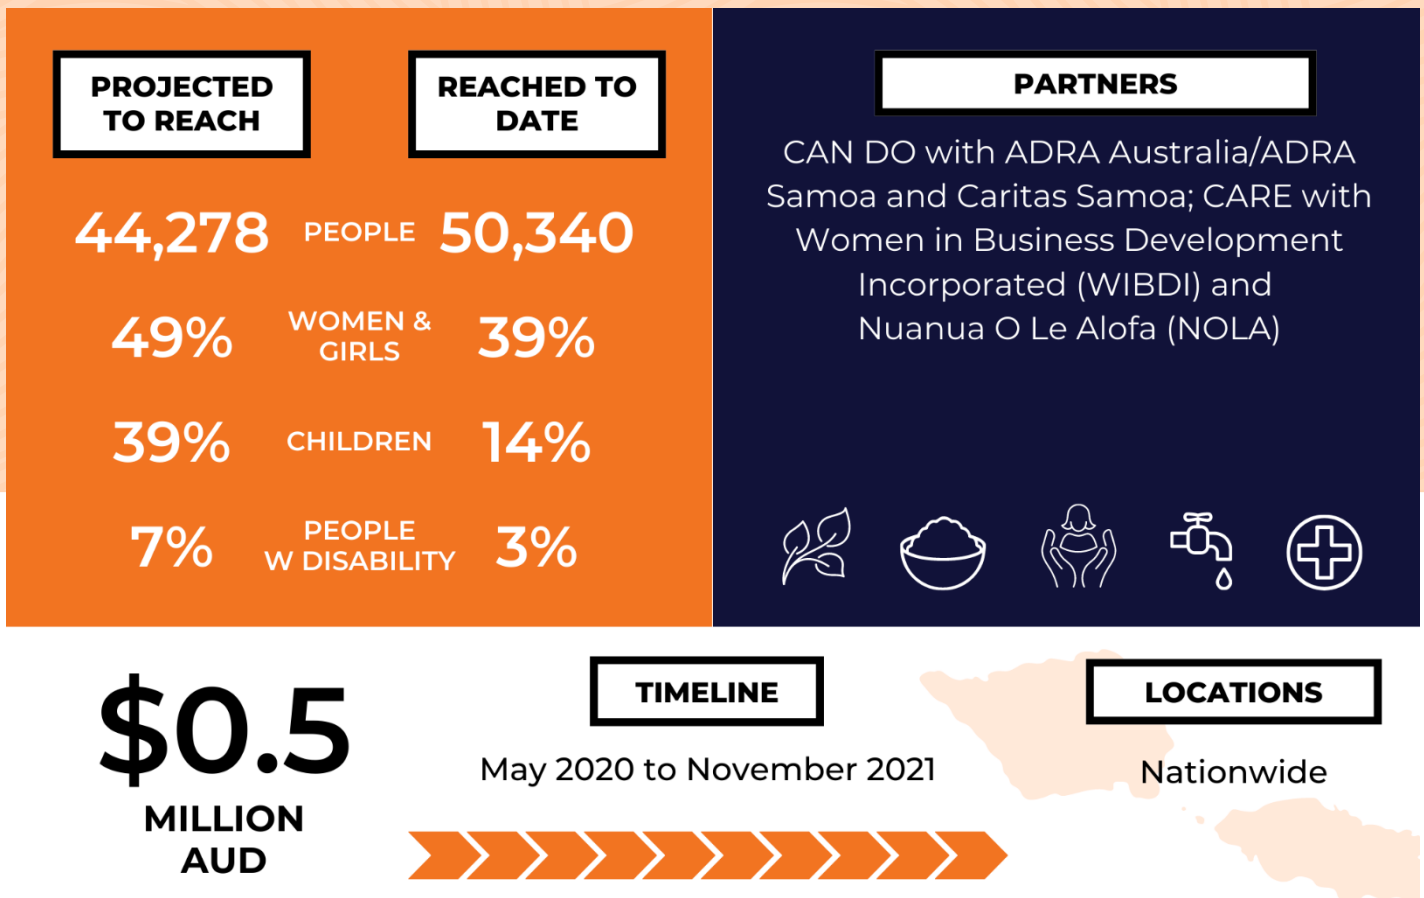 PROJECTED
TO REACH
REACHED TO
DATE
44,278 PEOPLE 50,340
49% WOMEN &
GIRLS 39%
39% CHILDREN 14%
7% PEOPLE
W DISABILITY 3%
PARTNERS
CAN DO with ADRA Australia/ADRA
Samoa and Caritas Samoa; CARE with
Women in Business Development
Incorporated (WIBDI) and
Nuanua O Le Alofa (NOLA)
$0.5
MILLION
AUD
TIMELINE
May 2020 to November 2021
LOCATIONS
Nationwide